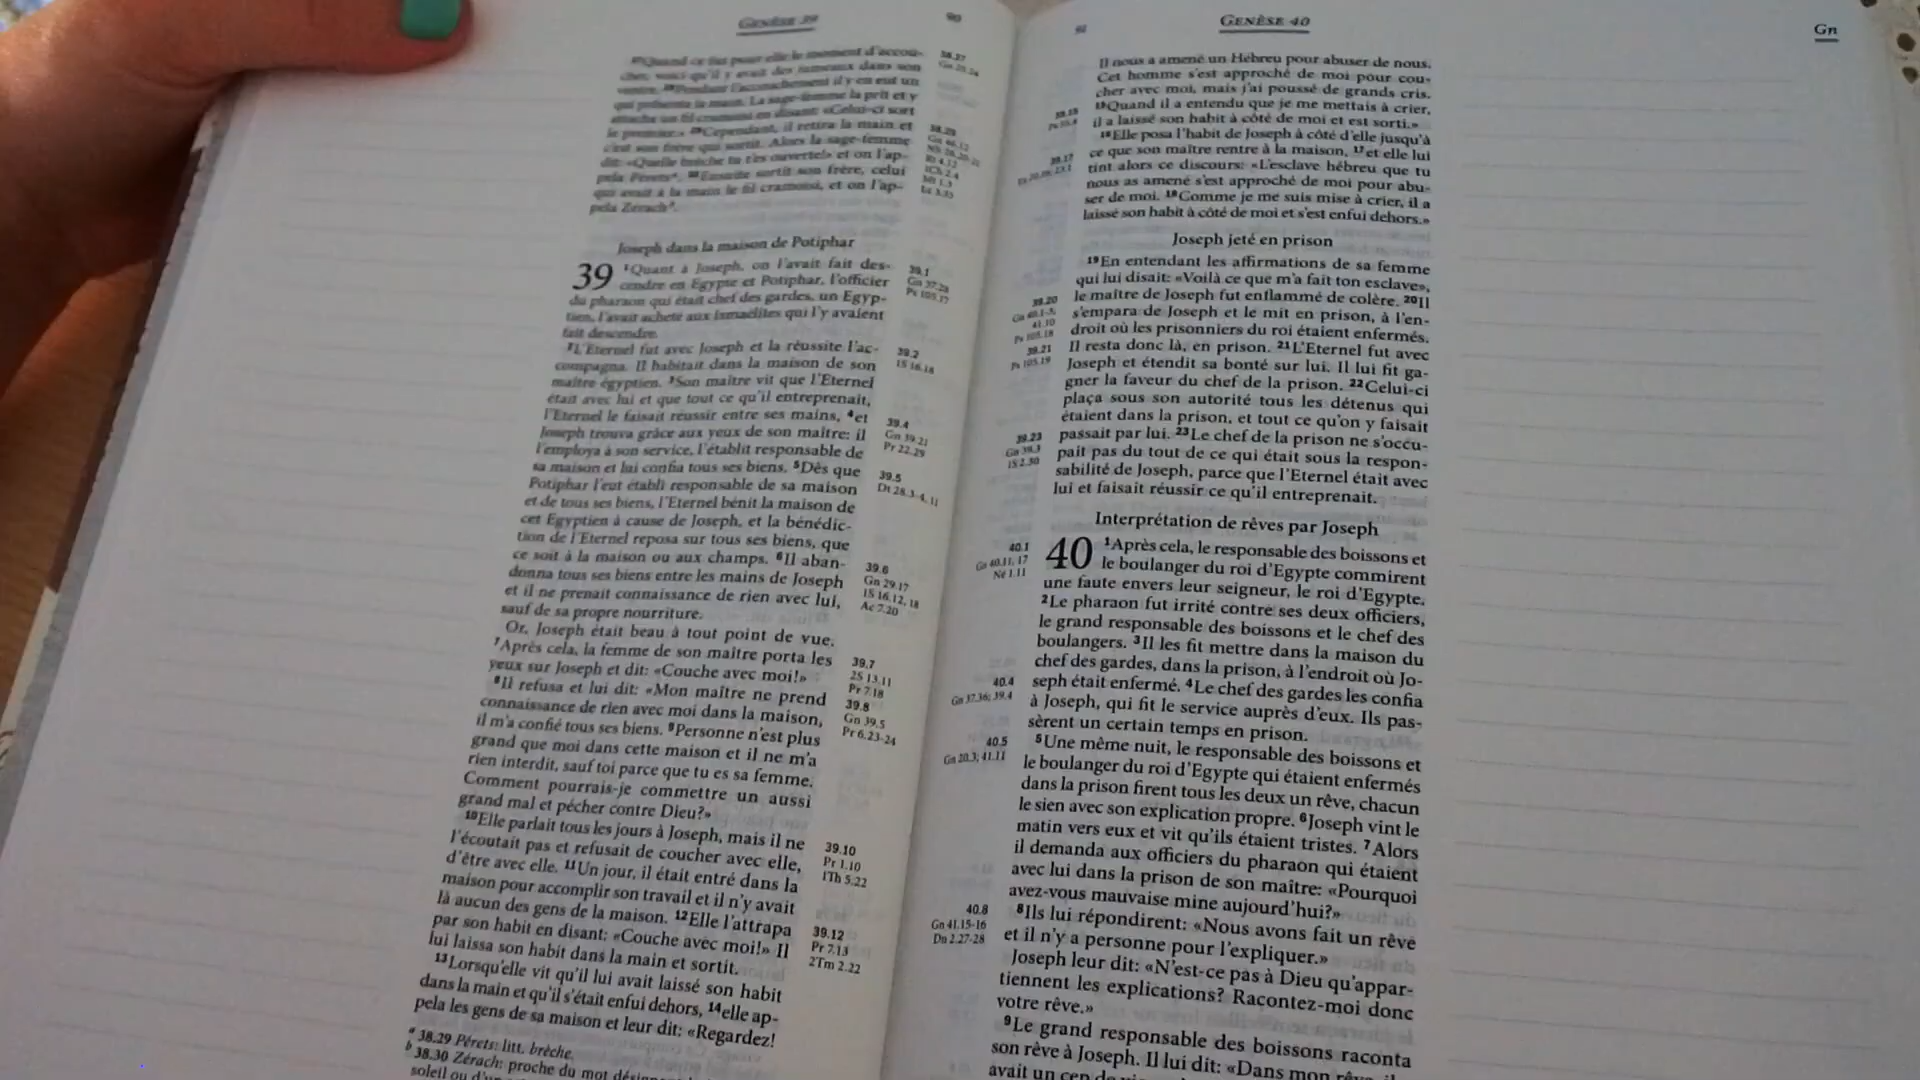 GENÈSE 39
90
27Quand ce fut pour elle le moment d'accou-
cher, voici qu'il y avait des jumeaux dans son
ventre. 28Pendant l'accouchement il y en eut un
qui présenta la main. La sage-femme la prit et y
attacha un fil cramoisi en disant: «Celui-ci sort
le premier.» 29Cependant, il retira la main et
c'est son frère qui sortit. Alors la sage-femme
dit: «Quelle brèche tu t'es ouverte!» et on l'ap-
pela Pérets a. 30Ensuite sortit son frère, celui
qui avait à la main le fil cramoisi, et on l'ap-
pela Zérach b.
38.27
38.29
Joseph dans la maison de Potiphar
39 1Quant à Joseph, on l'avait fait des-
cendre en Egypte et Potiphar, l'officier
du pharaon qui était chef des gardes, un Egyp-
tien, l'avait acheté aux Ismaélites qui l'y avaient
fait descendre.
2L'Eternel fut avec Joseph et la réussite l'ac-
compagna. Il habitait dans la maison de son
maître égyptien. 3Son maître vit que l'Eternel
était avec lui et que tout ce qu'il entreprenait,
l'Eternel le faisait réussir entre ses mains, 4et
Joseph trouva grâce aux yeux de son maître: il
l'employa à son service, l'établit responsable de
sa maison et lui confia tous ses biens. 5Dès que
Potiphar l'eut établi responsable de sa maison
et de tous ses biens, l'Eternel bénit la maison de
cet Egyptien à cause de Joseph, et la bénédic-
tion de l'Eternel reposa sur tous ses biens, que
ce soit à la maison ou aux champs. 6Il aban-
donna tous ses biens entre les mains de Joseph
et il ne prenait connaissance de rien avec lui,
sauf de sa propre nourriture.
Or, Joseph était beau à tout point de vue.
7Après cela, la femme de son maître porta les
yeux sur Joseph et dit: «Couche avec moi!»
8Il refusa et lui dit: «Mon maître ne prend
connaissance de rien avec moi dans la maison,
il m'a confié tous ses biens. 9Personne n'est plus
grand que moi dans cette maison et il ne m'a
rien interdit, sauf toi parce que tu es sa femme.
Comment pourrais-je commettre un aussi
grand mal et pécher contre Dieu?»
10Elle parlait tous les jours à Joseph, mais il ne
l'écoutait pas et refusait de coucher avec elle,
d'être avec elle. 11Un jour, il était entré dans la
maison pour accomplir son travail et il n'y avait
là aucun des gens de la maison. 12Elle l'attrapa
par son habit en disant: «Couche avec moi!» Il
lui laissa son habit dans la main et sortit.
13Lorsqu'elle vit qu'il lui avait laissé son habit
dans la main et qu'il s'était enfui dehors, 14elle ap-
pela les gens de sa maison et leur dit: «Regardez!
39.1
Gn 37.28
Ps 105.17
39.2
1S 16.18
39.4
Gn 39.21
Pr 22.29
39.5
Dt 28.3-4, 11
39.6
Gn 29.17
1S 16.12, 18
Ac 7.20
39.7
2S 13.11
Pr 7.18
39.8
Gn 39.5
Pr 6.23-24
39.10
Pr 1.10
1Th 5.22
39.12
Pr 7.13
2Tm 2.22
a 38.29 Pérets: litt. brèche.
b 38.30 Zérach: proche du mot
soleil ou
GENÈSE 40
Gn
Il nous a amené un Hébreu pour abuser de nous.
Cet homme s'est approché de moi pour cou-
cher avec moi, mais j'ai poussé de grands cris.
15Quand il a entendu que je me mettais à crier,
il a laissé son habit à côté de moi et est sorti.»
16Elle posa l'habit de Joseph à côté d'elle jusqu'à
ce que son maître rentre à la maison, 17et elle lui
tint alors ce discours: «L'esclave hébreu que tu
nous as amené s'est approché de moi pour abu-
ser de moi. 18Comme je me suis mise à crier, il a
laissé son habit à côté de moi et s'est enfui dehors.»
39.17
Joseph jeté en prison
19En entendant les affirmations de sa femme
qui lui disait: «Voilà ce que m'a fait ton esclave»,
le maître de Joseph fut enflammé de colère. 20Il
s'empara de Joseph et le mit en prison, à l'en-
droit où les prisonniers du roi étaient enfermés.
Il resta donc là, en prison. 21L'Eternel fut avec
Joseph et étendit sa bonté sur lui. Il lui fit ga-
gner la faveur du chef de la prison. 22Celui-ci
plaça sous son autorité tous les détenus qui
étaient dans la prison, et tout ce qu'on y faisait
passait par lui. 23Le chef de la prison ne s'occu-
pait pas du tout de ce qui était sous la respon-
sabilité de Joseph, parce que l'Eternel était avec
lui et faisait réussir ce qu'il entreprenait.
39.20
Gn 40.1-5;
41.10
Ps 105.18
39.21
Ps 105.19
39.23
Gn 39.3
1S 2.30
Interprétation de rêves par Joseph
40 1Après cela, le responsable des boissons et
le boulanger du roi d'Egypte commirent
une faute envers leur seigneur, le roi d'Egypte.
2Le pharaon fut irrité contre ses deux officiers,
le grand responsable des boissons et le chef des
boulangers. 3Il les fit mettre dans la maison du
chef des gardes, dans la prison, à l'endroit où Jo-
seph était enfermé. 4Le chef des gardes les confia
à Joseph, qui fit le service auprès d'eux. Ils pas-
sèrent un certain temps en prison.
5Une même nuit, le responsable des boissons et
le boulanger du roi d'Egypte qui étaient enfermés
dans la prison firent tous les deux un rêve, chacun
le sien avec son explication propre. 6Joseph vint le
matin vers eux et vit qu'ils étaient tristes. 7Alors
il demanda aux officiers du pharaon qui étaient
avec lui dans la prison de son maître: «Pourquoi
avez-vous mauvaise mine aujourd'hui?»
8Ils lui répondirent: «Nous avons fait un rêve
et il n'y a personne pour l'expliquer.»
Joseph leur dit: «N'est-ce pas à Dieu qu'appar-
tiennent les explications? Racontez-moi donc
votre rêve.»
9Le grand responsable des boissons raconta
son rêve à Joseph. Il lui dit: «Dans mon rêve, il
avait un cep de
40.1
Gn 40.11, 17
Né 1.11
40.4
Gn 37.36; 39.4
40.5
Gn 20.3; 41.11
40.8
Gn 41.15-16
Dn 2.27-28